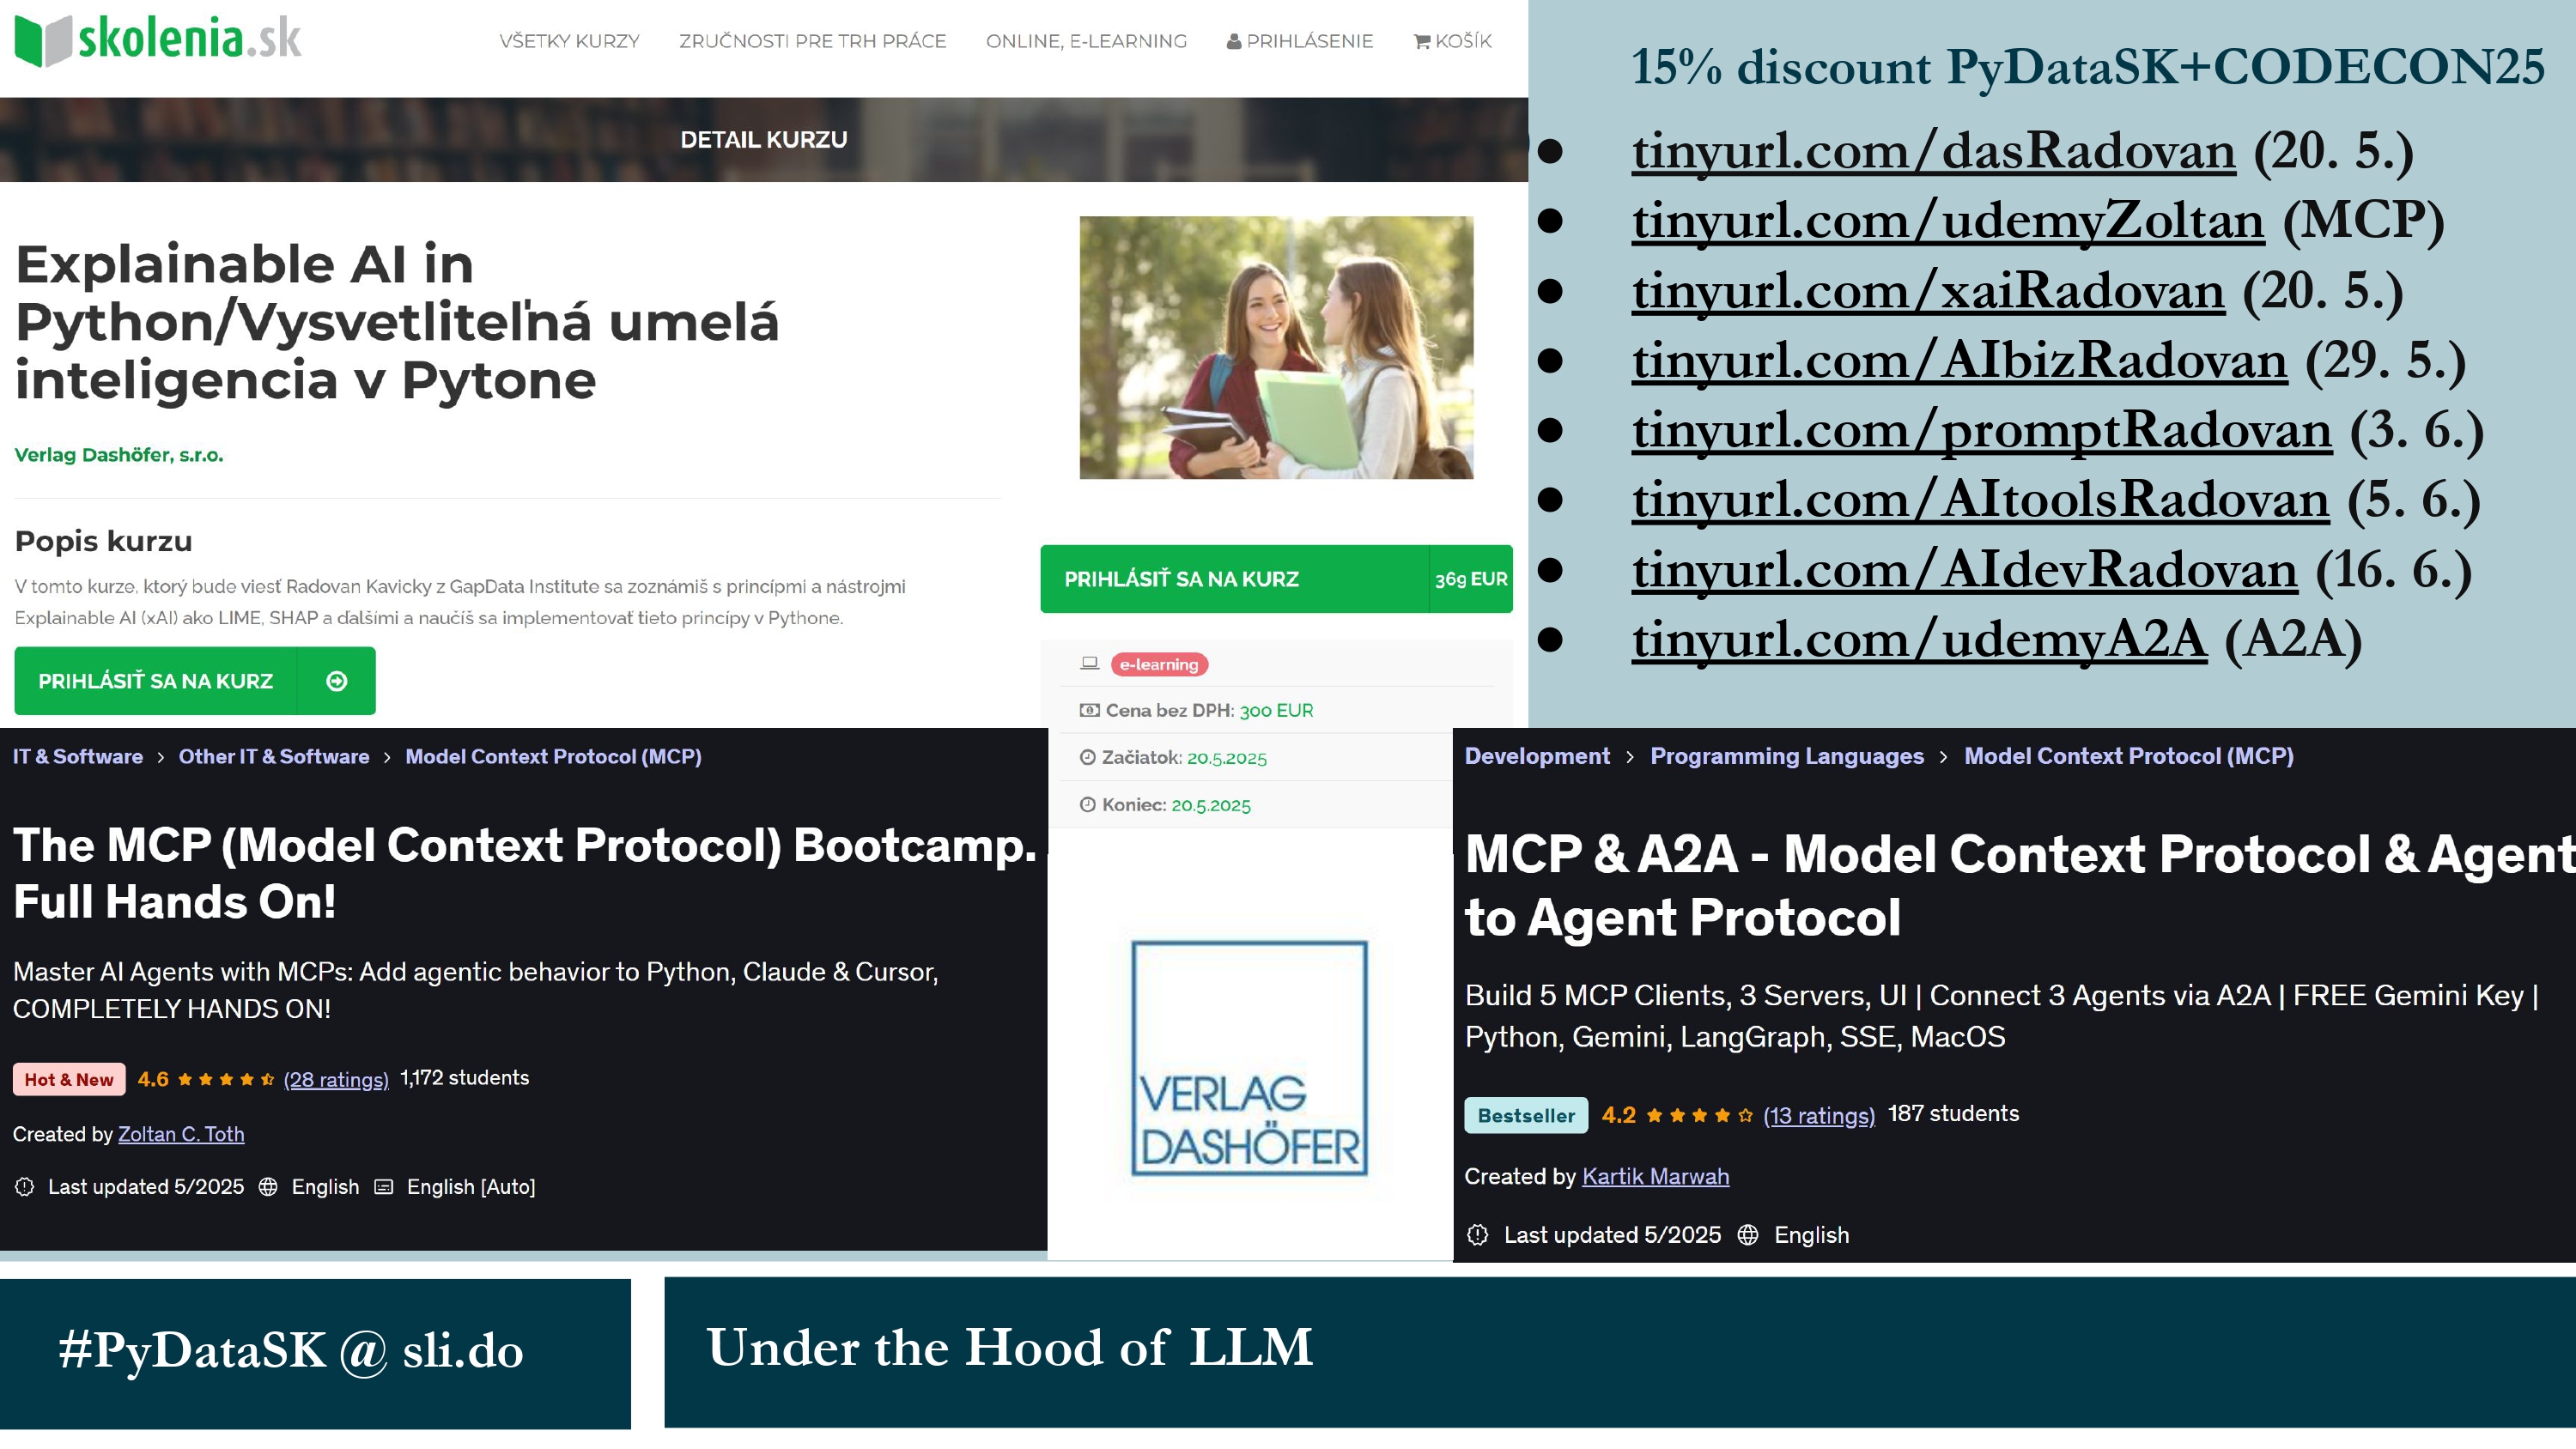 skolenia.sk
VŠETKY KURZY ZRUČNOSTI PRE TRH PRÁCE ONLINE, E-LEARNING PRIHLÁSENIE KOŠÍK
DETAIL KURZU
Explainable AI in
Python/Vysvetliteľná umelá
inteligencia v Pytone
Verlag Dashöfer, s.r.o.
Popis kurzu
V tomto kurze, ktorý bude viesť Radovan Kavicky z GapData Institute sa zoznámiš s princípmi a nástrojmi
Explainable AI (xAI) ako LIME, SHAP a ďalšími a naučíš sa implementovať tieto princípy v Pythone.
PRIHLÁSIŤ SA NA KURZ
PRIHLÁSIŤ SA NA KURZ 369 EUR
e-learning
Cena bez DPH: 300 EUR
Začiatok: 20.5.2025
Koniec: 20.5.2025
15% discount PyDataSK+CODECON25
● tinyurl.com/dasRadovan (20. 5.)
● tinyurl.com/udemyZoltan (MCP)
● tinyurl.com/xaiRadovan (20. 5.)
● tinyurl.com/AIbizRadovan (29. 5.)
● tinyurl.com/promptRadovan (3. 6.)
● tinyurl.com/AItoolsRadovan (5. 6.)
● tinyurl.com/AIdevRadovan (16. 6.)
● tinyurl.com/udemyA2A (A2A)
IT & Software > Other IT & Software > Model Context Protocol (MCP)
The MCP (Model Context Protocol) Bootcamp.
Full Hands On!
Master AI Agents with MCPs: Add agentic behavior to Python, Claude & Cursor,
COMPLETELY HANDS ON!
Hot & New 4.6 (28 ratings) 1,172 students
Created by Zoltan C. Toth
Last updated 5/2025 English English [Auto]
VERLAG
DASHÖFER
Development > Programming Languages > Model Context Protocol (MCP)
MCP & A2A - Model Context Protocol & Agent
to Agent Protocol
Build 5 MCP Clients, 3 Servers, UI | Connect 3 Agents via A2A | FREE Gemini Key |
Python, Gemini, LangGraph, SSE, MacOS
Bestseller 4.2 (13 ratings) 187 students
Created by Kartik Marwah
Last updated 5/2025 English
#PyDataSK @ sli.do
Under the Hood of LLM